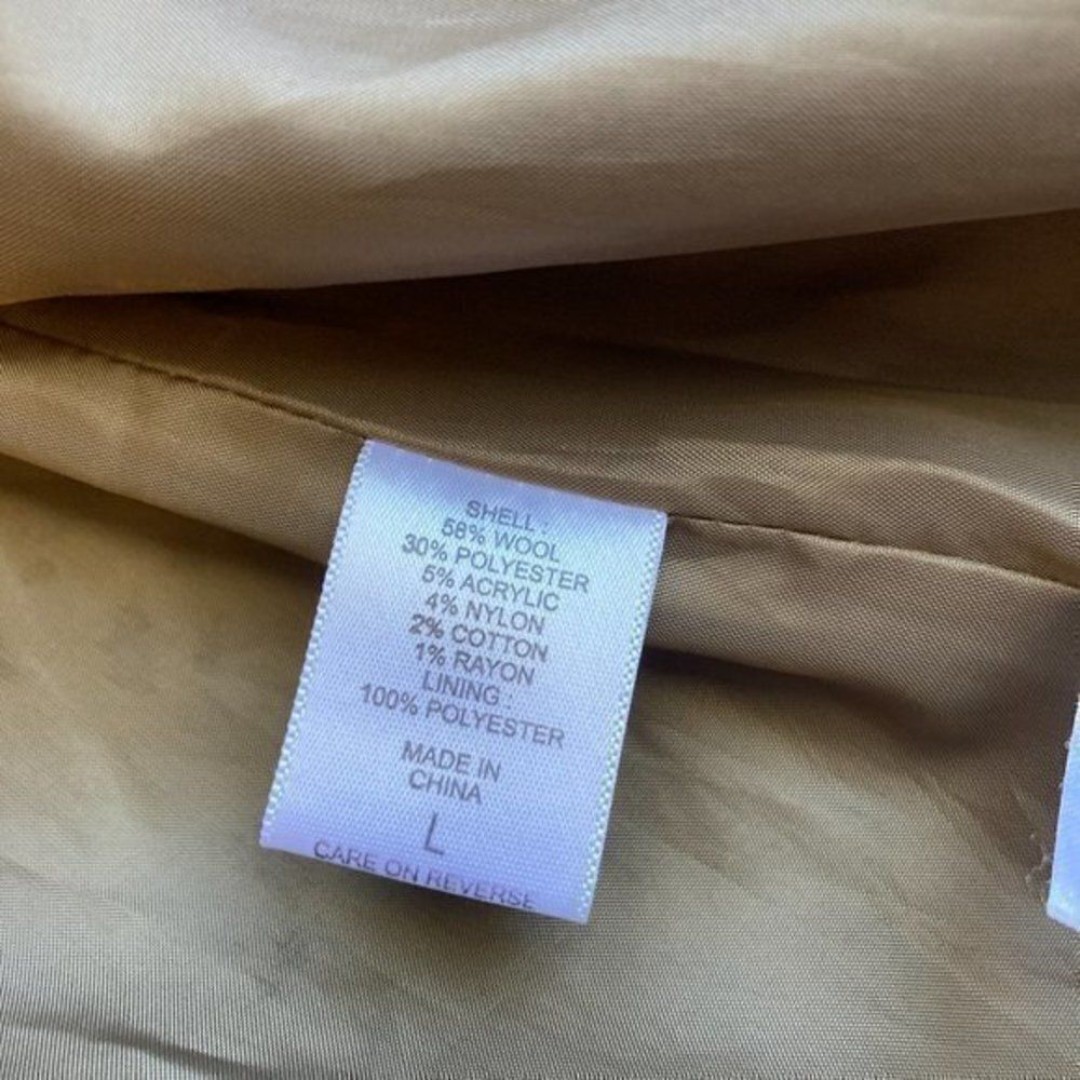 SHELL :
58% WOOL
30% POLYESTER
5% ACRYLIC
4% NYLON
2% COTTON
1% RAYON
LINING :
100% POLYESTER
MADE IN
CHINA
L
CARE ON REVERSE